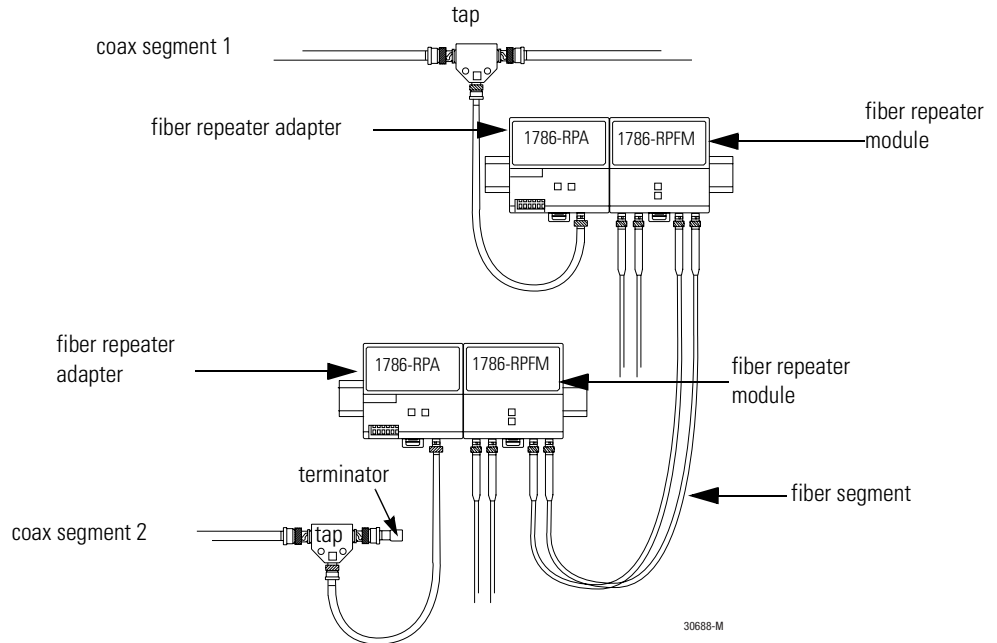 tap
coax segment 1
fiber repeater adapter
1786-RPA
1786-RPFM
fiber repeater
module
fiber repeater
adapter
1786-RPA
1786-RPFM
fiber repeater
module
terminator
fiber segment
coax segment 2
tap
30688-M